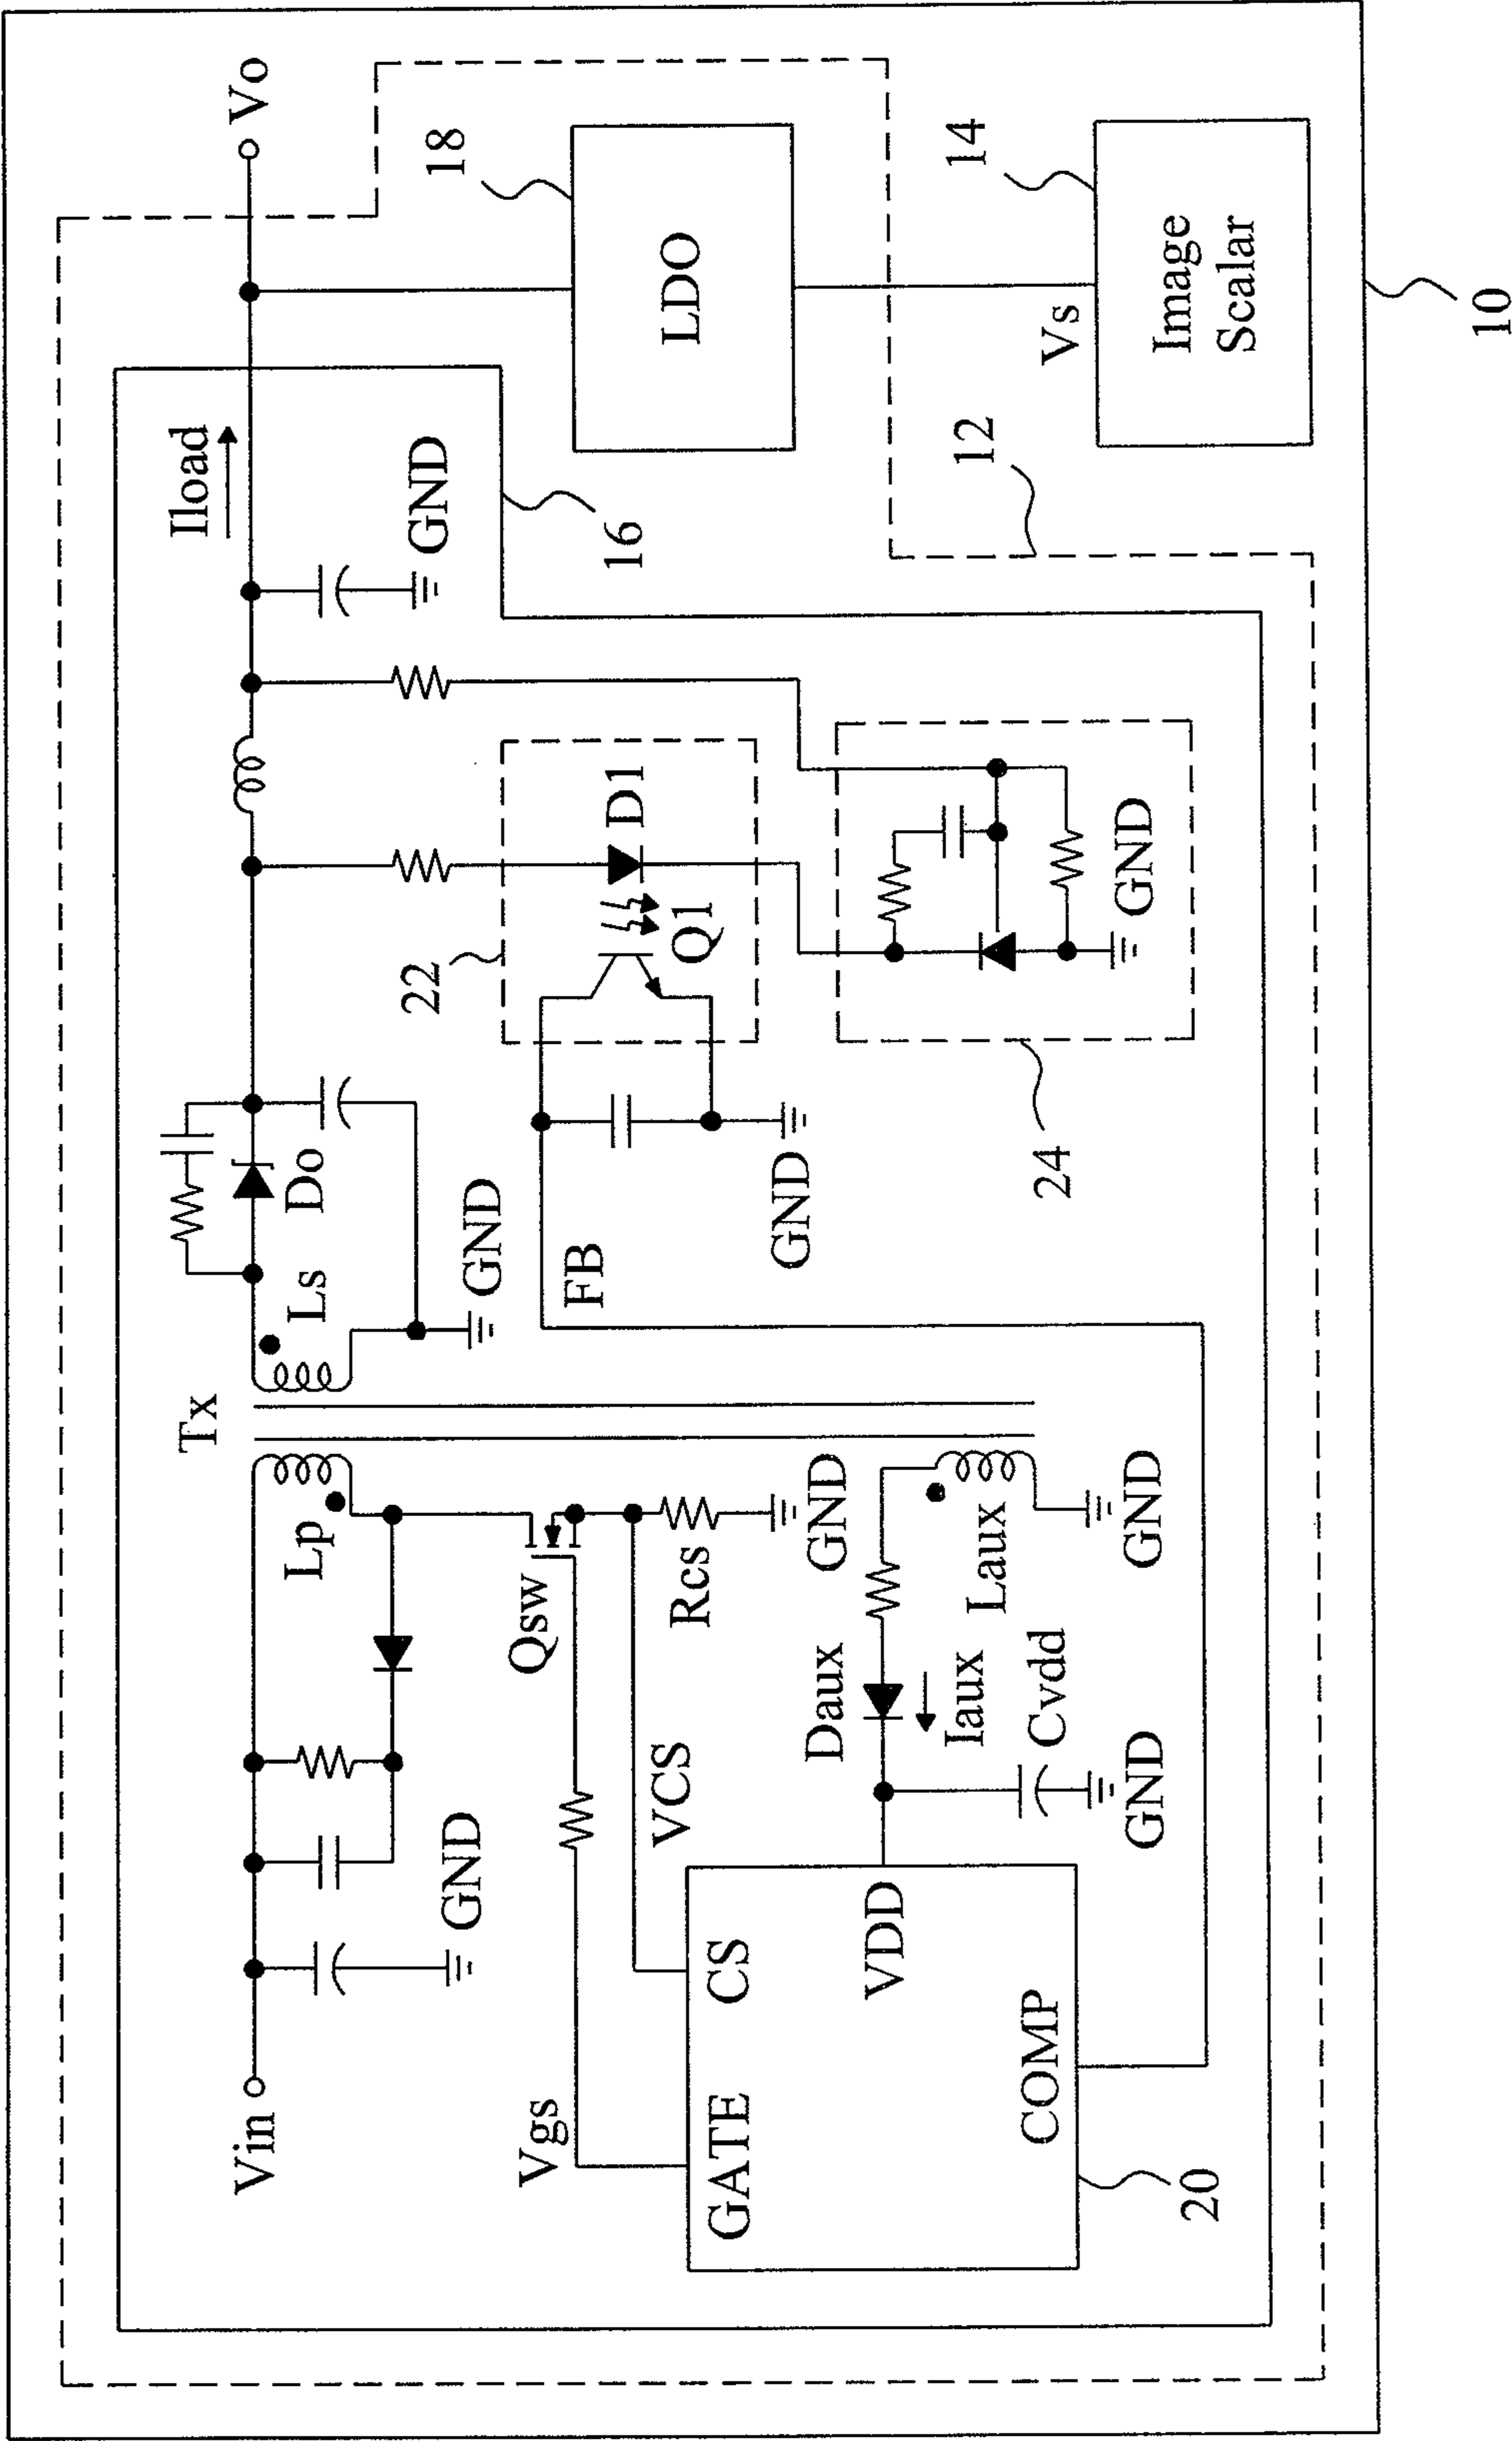 Tx
Vin
Lp
Ls
Do
Iload
Vo
GND
GND
GND
Vgs
Qsw
VCS
Rcs
GND
FB
GND
22
Q1
D1
16
18
LDO
GATE
CS
VDD
COMP
20
Daux
Iaux
Laux
Cvdd
GND
GND
24
GND
12
Vs
14
Image
Scalar
10